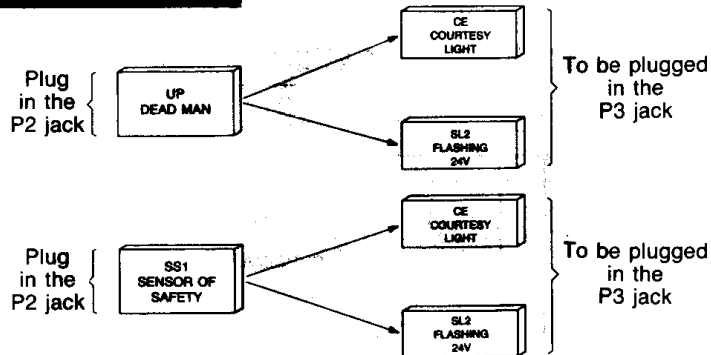 CE
COURTESY
LIGHT
Plug
in the
P2 jack
UP
DEAD MAN
To be plugged
in the
P3 jack
SL2
FLASHING
24V
CE
COURTESY
LIGHT
Plug
in the
P2 jack
SS1
SENSOR OF
SAFETY
To be plugged
in the
P3 jack
SL2
FLASHING
24V